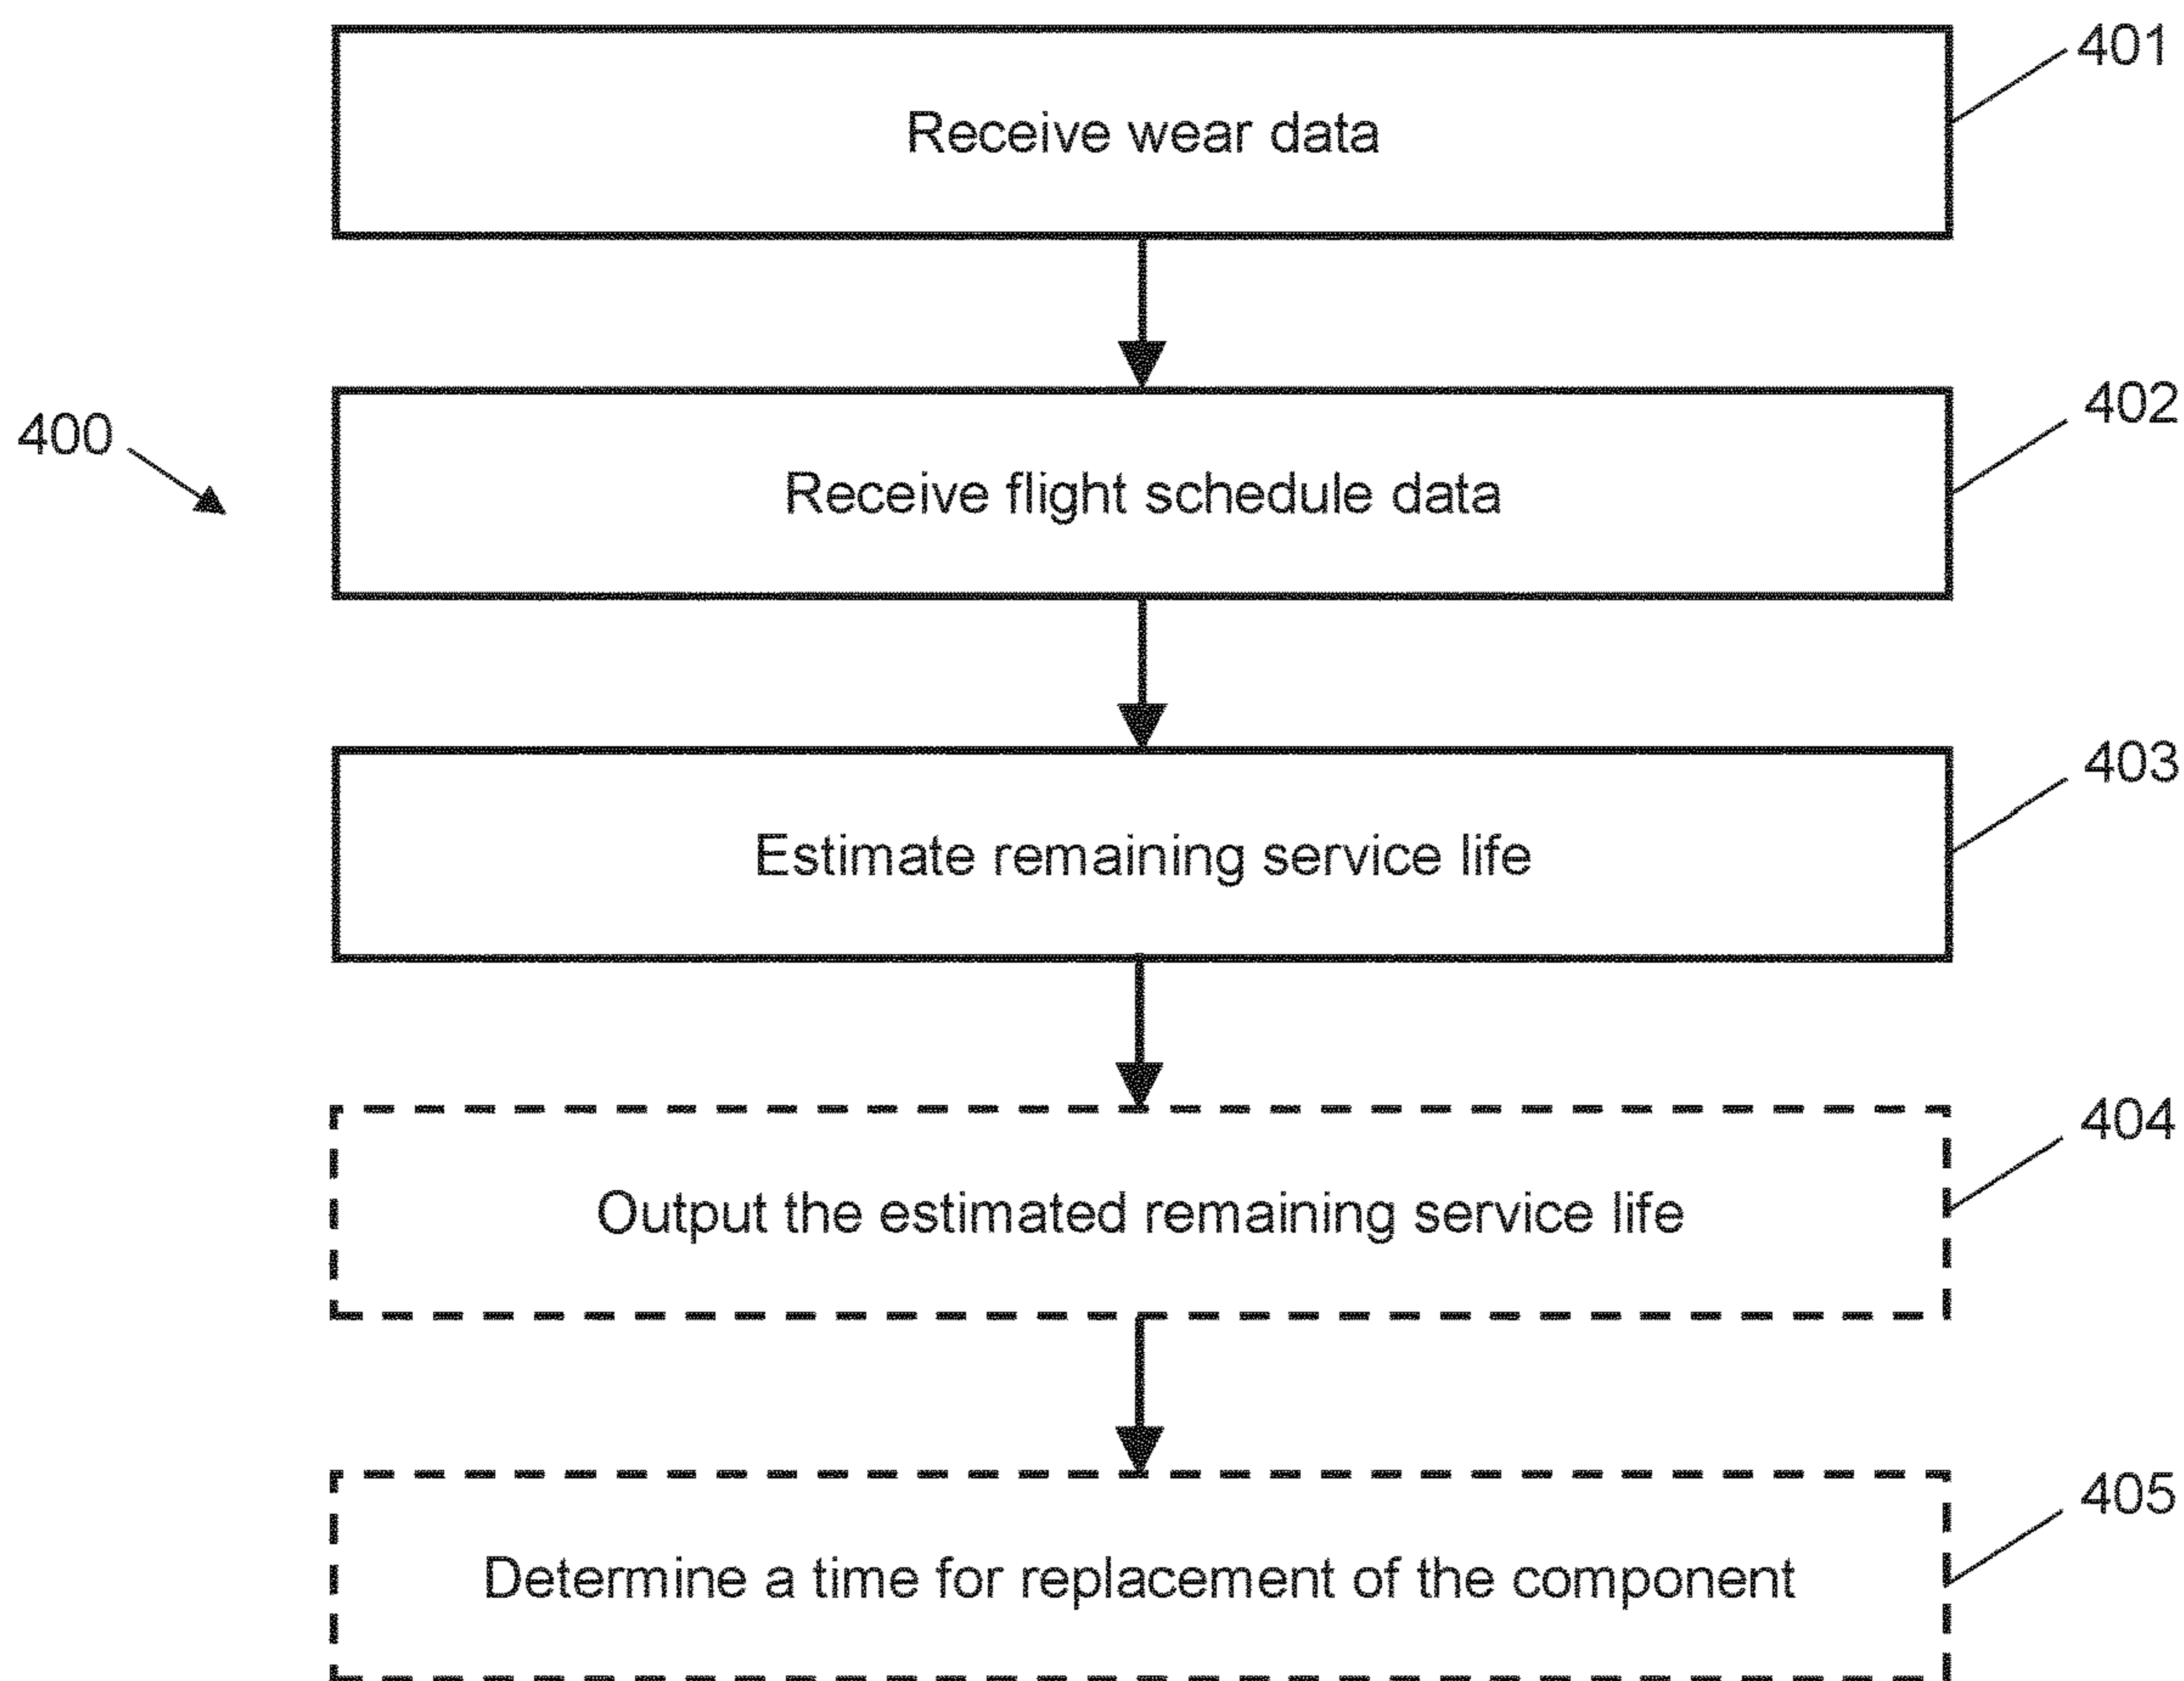 401
Receive wear data
402
400
Receive flight schedule data
403
Estimate remaining service life
404
Output the estimated remaining service life
405
Determine a time for replacement of the component